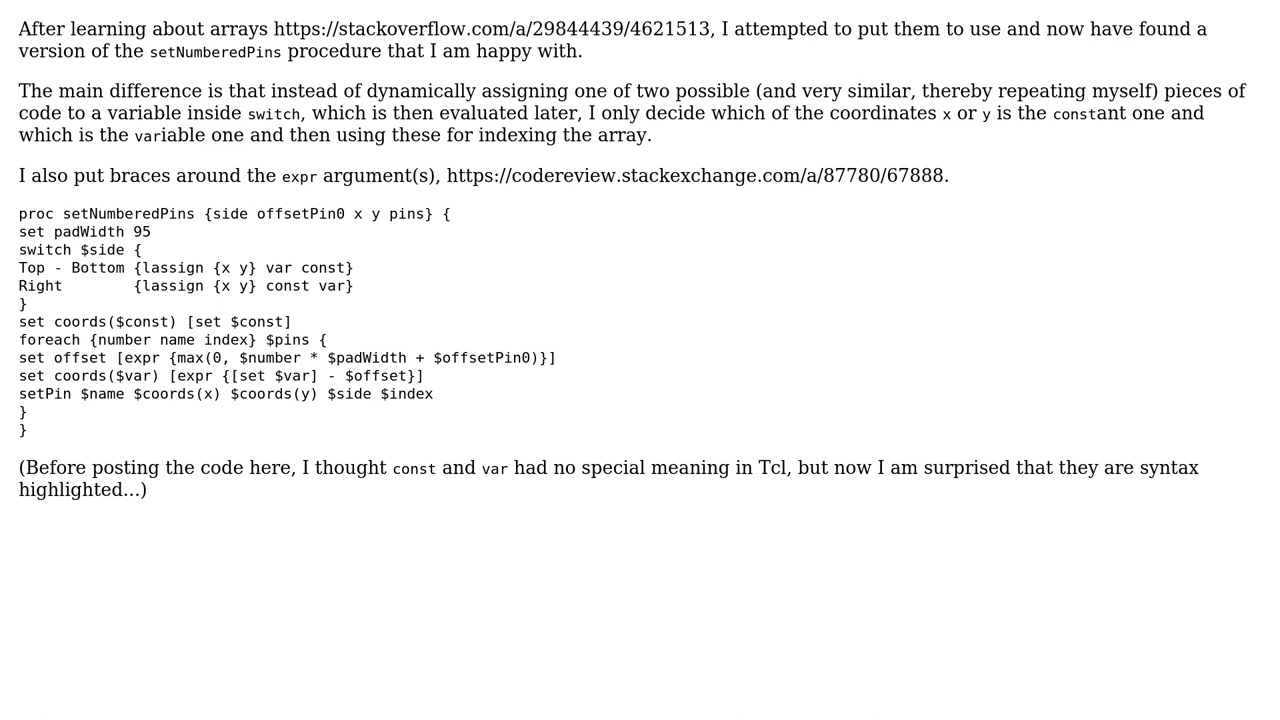 After learning about arrays https://stackoverflow.com/a/29844439/4621513, I attempted to put them to use and now have found a
version of the setNumberedPins procedure that I am happy with.
The main difference is that instead of dynamically assigning one of two possible (and very similar, thereby repeating myself) pieces of
code to a variable inside switch, which is then evaluated later, I only decide which of the coordinates x or y is the constant one and
which is the variable one and then using these for indexing the array.
I also put braces around the expr argument(s), https://codereview.stackexchange.com/a/87780/67888.
proc setNumberedPins {side offsetPin0 x y pins} {
set padWidth 95
switch $side {
Top - Bottom {lassign {x y} var const}
Right        {lassign {x y} const var}
}
set coords($const) [set $const]
foreach {number name index} $pins {
set offset [expr {max(0, $number * $padWidth + $offsetPin0)}]
set coords($var) [expr {[set $var] - $offset}]
setPin $name $coords(x) $coords(y) $side $index
}
}
(Before posting the code here, I thought const and var had no special meaning in Tcl, but now I am surprised that they are syntax
highlighted...)